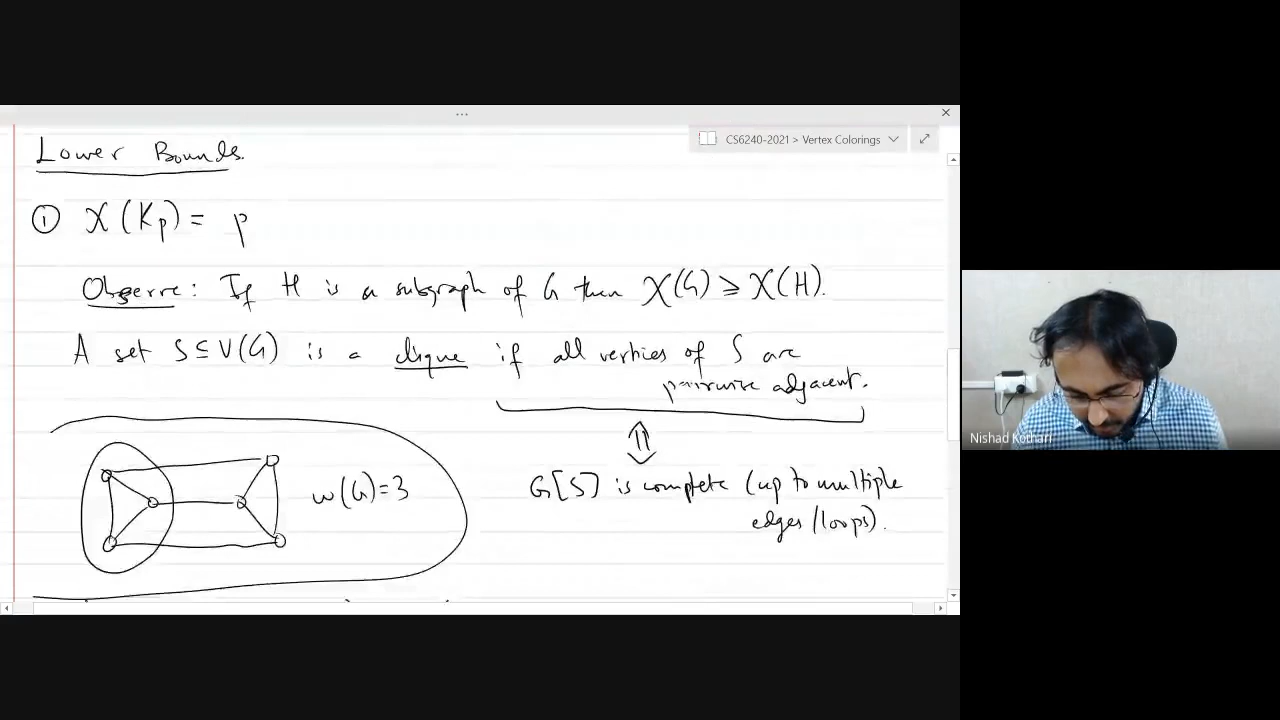 CS6240-2021 > Vertex Colorings
Lower Bounds.
① χ(Kp) = p
Observe: If H is a subgraph of G then χ(G) ⩾ χ(H).
A set S ⊆ V(G) is a clique if all verties of S are
pairwise adjacent.
⇕
ω(G)=3
G[S] is complete (up to multiple
edges/loops).
Nishad Kothari